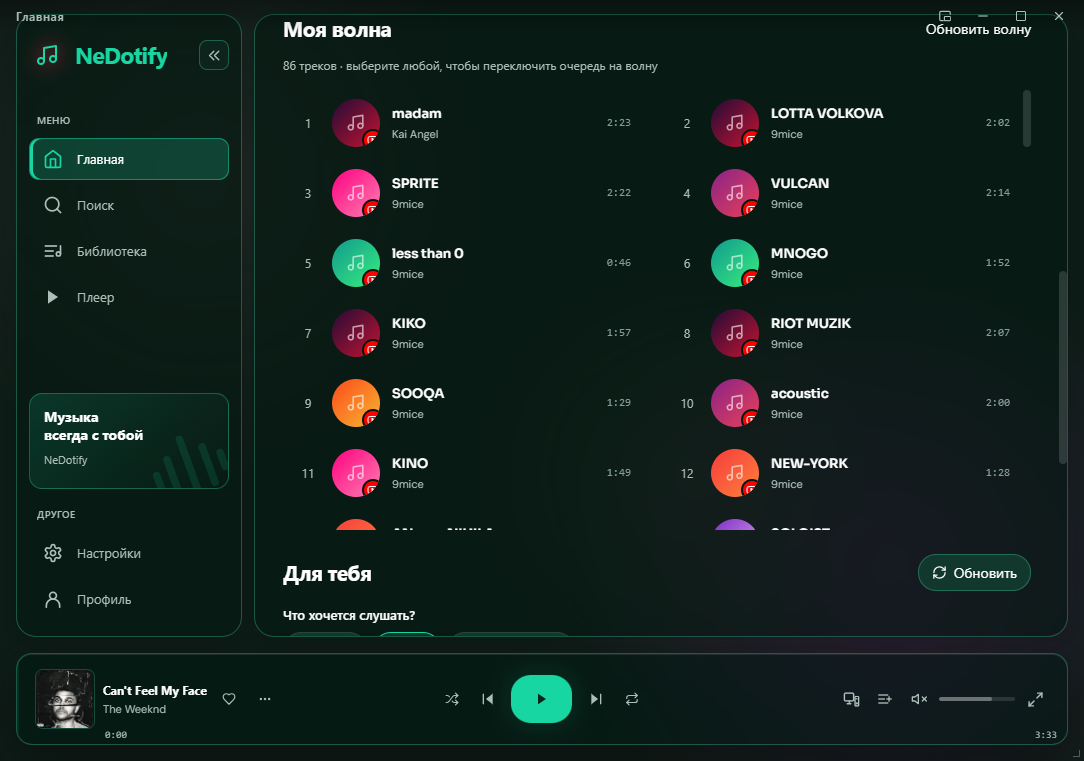 Главная
NeDotify
МЕНЮ
Главная
Поиск
Библиотека
Плеер
Музыка
всегда с тобой
NeDotify
ДРУГОЕ
Настройки
Профиль
Моя волна
Обновить волну
86 треков · выберите любой, чтобы переключить очередь на волну
1 madam 2:23
Kai Angel
2 LOTTA VOLKOVA 2:02
9mice
3 SPRITE 2:22
9mice
4 VULCAN 2:14
9mice
5 less than 0 0:46
9mice
6 MNOGO 1:52
9mice
7 KIKO 1:57
9mice
8 RIOT MUZIK 2:07
9mice
9 SOOQA 1:29
9mice
10 acoustic 2:00
9mice
11 KINO 1:49
9mice
12 NEW-YORK 1:28
9mice
Для тебя
Обновить
Что хочется слушать?
Can't Feel My Face
The Weeknd
0:00
3:33